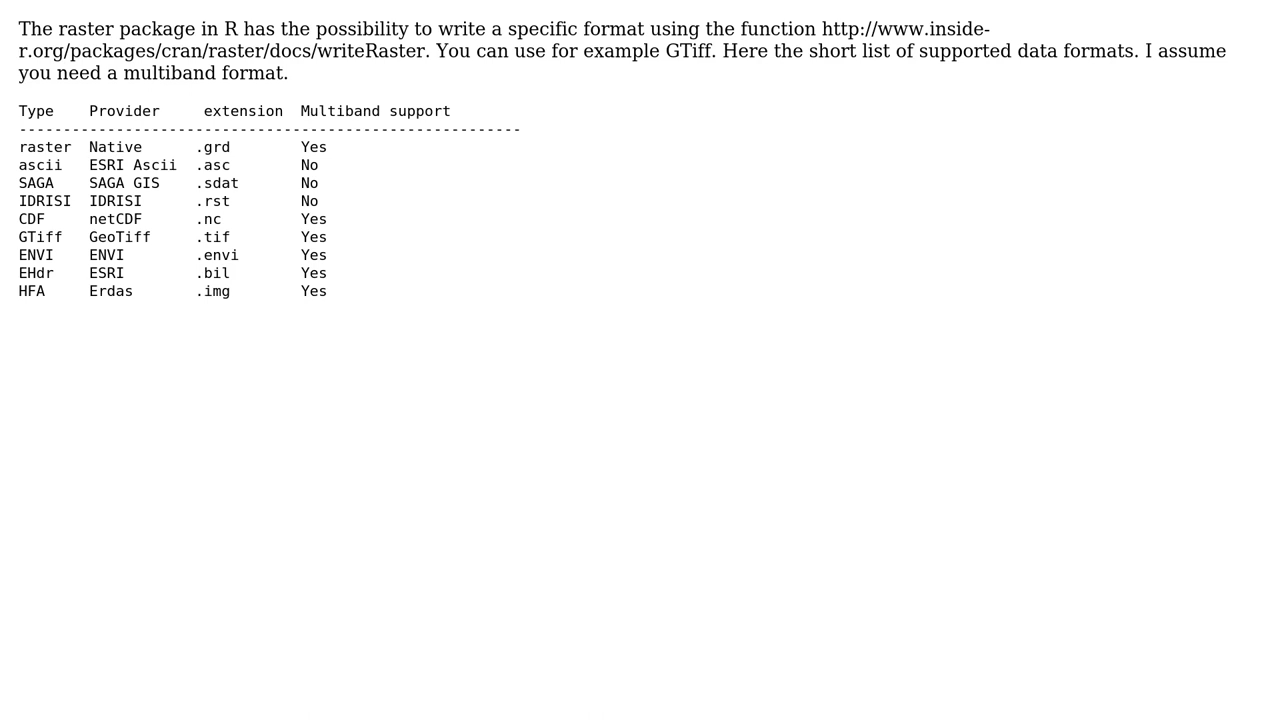 The raster package in R has the possibility to write a specific format using the function http://www.inside-
r.org/packages/cran/raster/docs/writeRaster. You can use for example GTiff. Here the short list of supported data formats. I assume
you need a multiband format.
Type    Provider     extension  Multiband support
---------------------------------------------------------
raster  Native      .grd        Yes
ascii   ESRI Ascii  .asc        No
SAGA    SAGA GIS    .sdat       No
IDRISI  IDRISI      .rst        No
CDF     netCDF      .nc         Yes
GTiff   GeoTiff     .tif        Yes
ENVI    ENVI        .envi       Yes
EHdr    ESRI        .bil        Yes
HFA     Erdas       .img        Yes